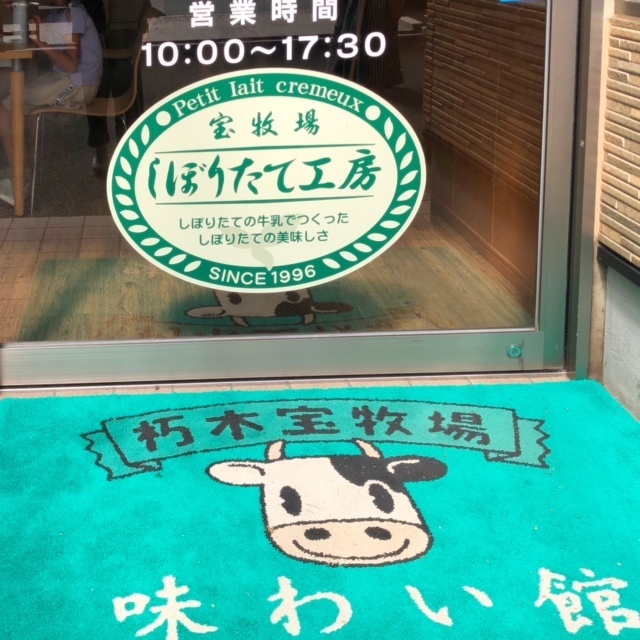 営業時間
10:00～17:30
Petit lait cremeux
宝牧場
しぼりたて工房
しぼりたての牛乳でつくった
しぼりたての美味しさ
SINCE 1996
朽木宝牧場
味わい館